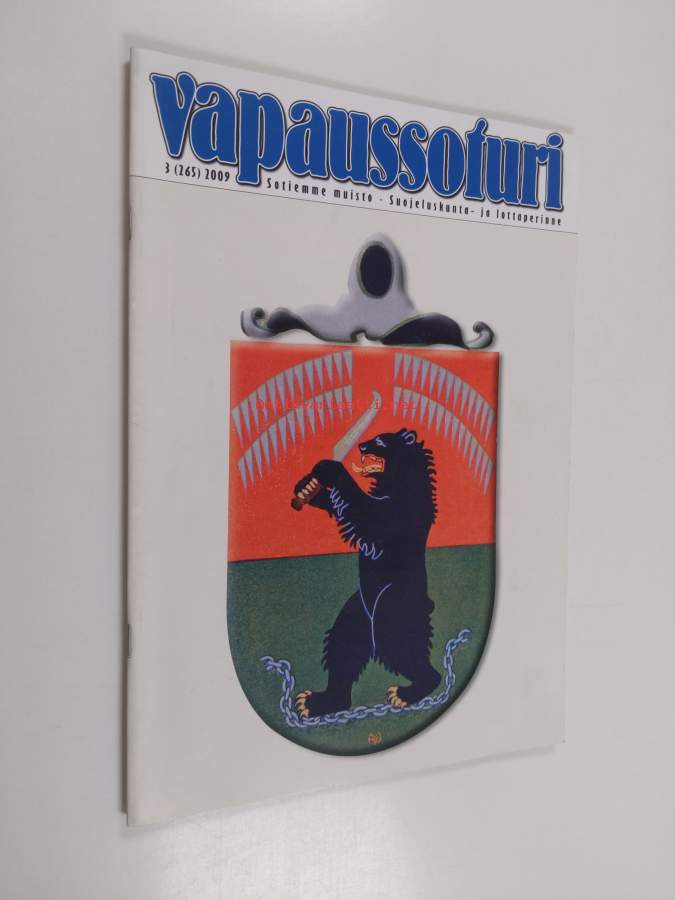 vapaussoturi
3 (265) 2009
Sotiemme muisto - Suojeluskunta- ja lottaperinne